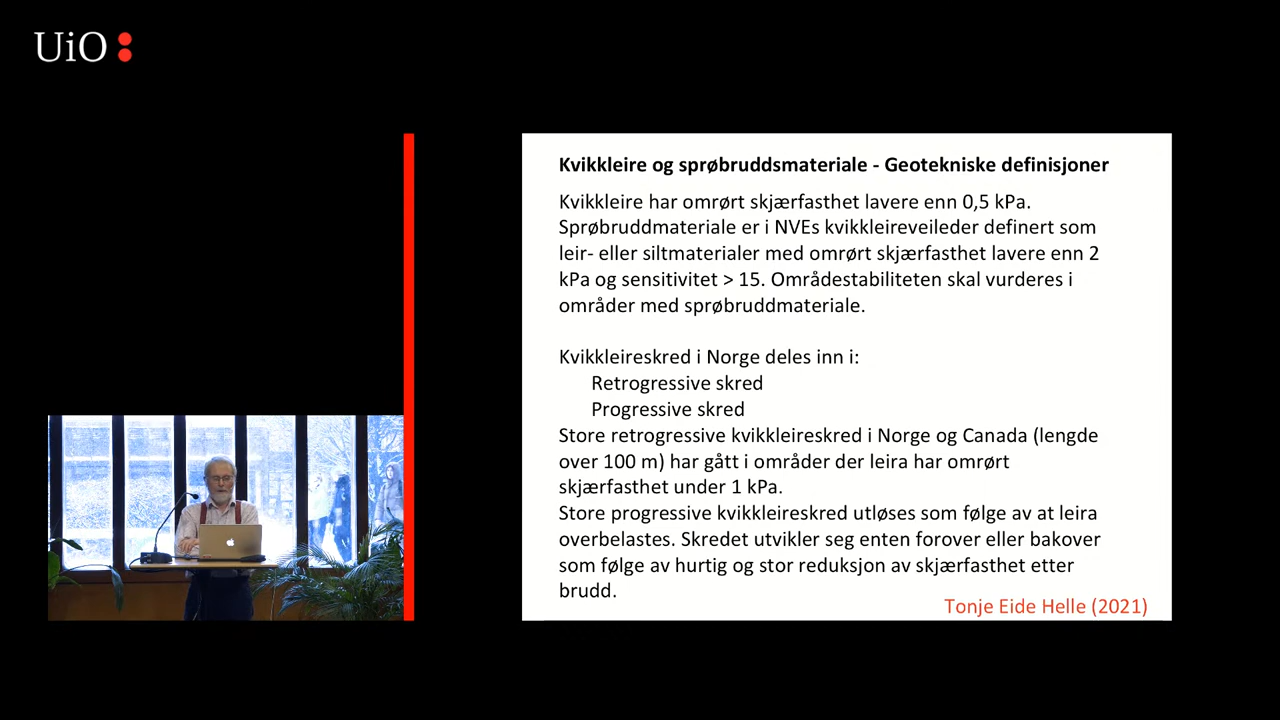 UiO
Kvikkleire og sprøbruddsmateriale - Geotekniske definisjoner
Kvikkleire har omrørt skjærfasthet lavere enn 0,5 kPa.
Sprøbruddmateriale er i NVEs kvikkleireveileder definert som
leir- eller siltmaterialer med omrørt skjærfasthet lavere enn 2
kPa og sensitivitet > 15. Områdestabiliteten skal vurderes i
områder med sprøbruddmateriale.
Kvikkleireskred i Norge deles inn i:
Retrogressive skred
Progressive skred
Store retrogressive kvikkleireskred i Norge og Canada (lengde
over 100 m) har gått i områder der leira har omrørt
skjærfasthet under 1 kPa.
Store progressive kvikkleireskred utløses som følge av at leira
overbelastes. Skredet utvikler seg enten forover eller bakover
som følge av hurtig og stor reduksjon av skjærfasthet etter
brudd.
Tonje Eide Helle (2021)